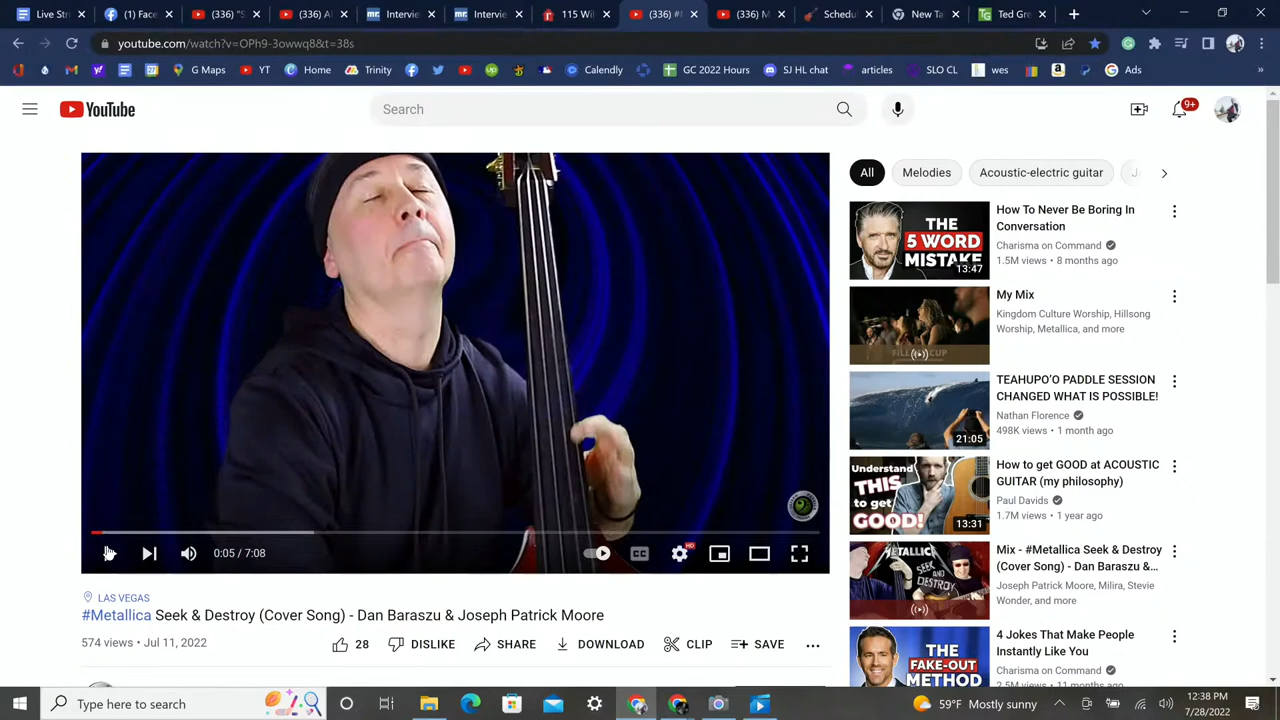 Live Str
(3) Face
(336) "S
(336) Al
Intervie
Intervie
115 Wil
(336) #
(336) M
Schedu
New Ta
Ted Gre
youtube.com/watch?v=OPh9-3owwq8&t=38s
G Maps
YT
Home
Trinity
Calendly
GC 2022 Hours
SJ HL chat
articles
SLO CL
wes
Ads
»
YouTube
Search
9+
All
Melodies
Acoustic-electric guitar
THE
5 WORD
MISTAKE
13:47
How To Never Be Boring In
Conversation
Charisma on Command
1.5M views • 8 months ago
My Mix
Kingdom Culture Worship, Hillsong
Worship, Metallica, and more
TEAHUPO'O PADDLE SESSION
CHANGED WHAT IS POSSIBLE!
Nathan Florence
498K views • 1 month ago
21:05
Understand
THIS
to get
GOOD!
13:31
How to get GOOD at ACOUSTIC
GUITAR (my philosophy)
Paul Davids
1.7M views • 1 year ago
METALLICA
SEEK
AND
DESTROY
Mix - #Metallica Seek & Destroy
(Cover Song) - Dan Baraszu &...
Joseph Patrick Moore, Milira, Stevie
Wonder, and more
THE
FAKE-OUT
METHOD
4 Jokes That Make People
Instantly Like You
Charisma on Command
2.5M views • 11 months ago
0:05 / 7:08
CC
HD
LAS VEGAS
#Metallica Seek & Destroy (Cover Song) - Dan Baraszu & Joseph Patrick Moore
574 views • Jul 11, 2022
28
DISLIKE
SHARE
DOWNLOAD
CLIP
SAVE
Type here to search
59°F Mostly sunny
12:38 PM
7/28/2022